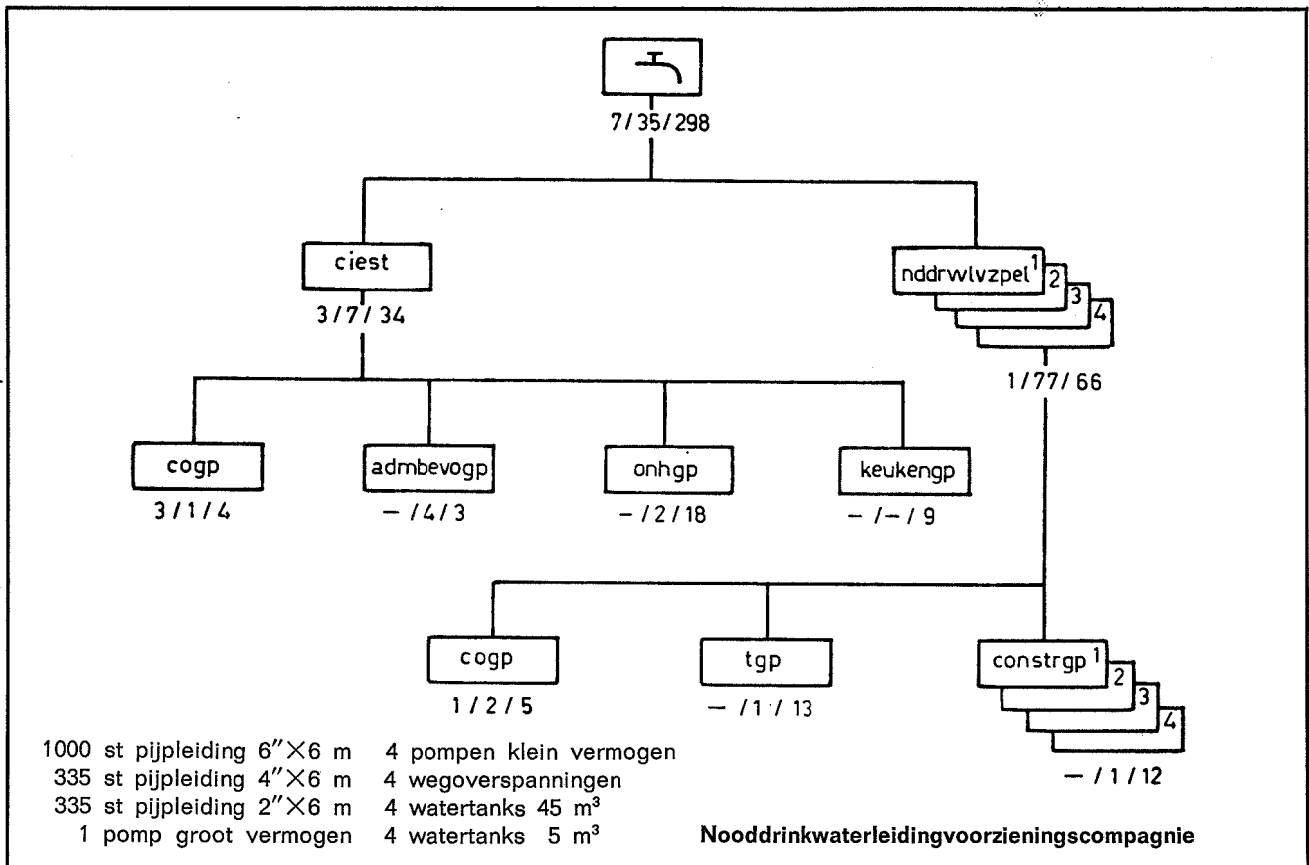 7/35/298
ciest
3/7/34
nddrwlvzpel 1
2
3
4
1/77/66
cogp
3/1/4
admbevogp
–/4/3
onhgp
–/2/18
keukengp
–/–/9
cogp
1/2/5
tgp
–/1/13
constrgp 1
2
3
4
–/1/12
1000 st pijpleiding 6″×6 m 4 pompen klein vermogen
335 st pijpleiding 4″×6 m 4 wegoverspanningen
335 st pijpleiding 2″×6 m 4 watertanks 45 m³
1 pomp groot vermogen 4 watertanks 5 m³
Nooddrinkwaterleidingvoorzieningscompagnie